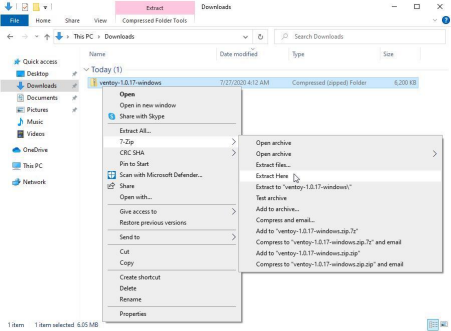 Extract
Downloads
File
Home
Share
View
Compressed Folder Tools
This PC > Downloads
Search Downloads
Name
Date modified
Type
Size
Quick access
Desktop
Downloads
Documents
Pictures
Music
Videos
OneDrive
This PC
Network
Today (1)
ventoy-1.0.17-windows
7/27/2020 4:12 AM
Compressed (zipped) Folder
6,200 KB
Open
Open in new window
Share with Skype
Extract All...
7-Zip
CRC SHA
Pin to Start
Scan with Microsoft Defender...
Share
Open with...
Give access to
Restore previous versions
Send to
Cut
Copy
Create shortcut
Delete
Rename
Properties
Open archive
Open archive
Extract files...
Extract Here
Extract to "ventoy-1.0.17-windows\"
Test archive
Add to archive...
Compress and email...
Add to "ventoy-1.0.17-windows.zip.7z"
Compress to "ventoy-1.0.17-windows.zip.7z" and email
Add to "ventoy-1.0.17-windows.zip.zip"
Compress to "ventoy-1.0.17-windows.zip.zip" and email
1 item
1 item selected 6.05 MB